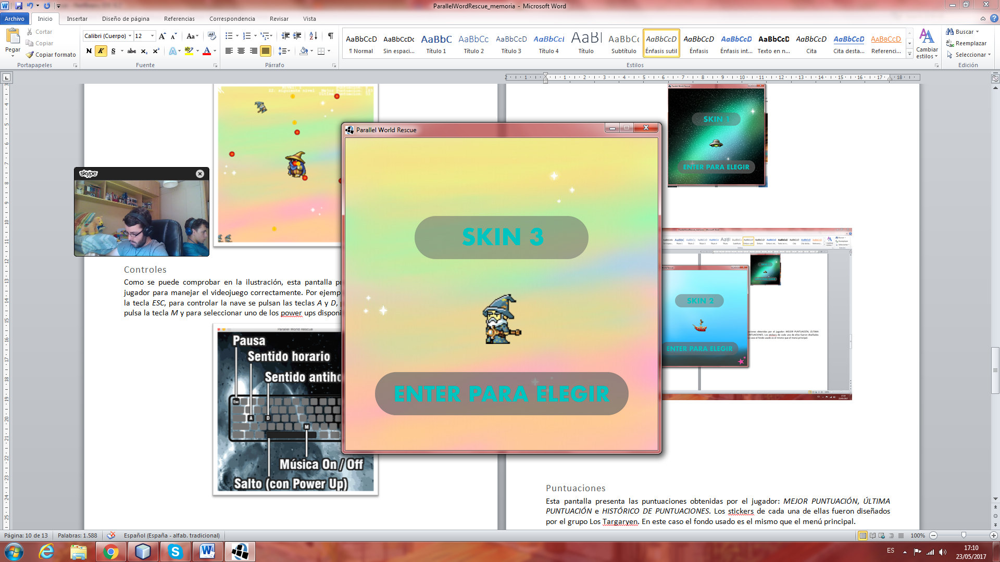 ParallelWordRescue_memoria - Microsoft Word
Archivo Inicio Insertar Diseño de página Referencias Correspondencia Revisar Vista
Pegar
Cortar
Copiar
Copiar formato
Portapapeles
Calibri (Cuerpo) 12
Fuente
Párrafo
AaBbCcD AaBbCcDc AaBbC AaBbCc AaBbCcD AaBbCcI AaBl AaBbCc AaBbCcD AaBbCcD AaBbCcD AaBbCcD AaBbCcD AaBbCcD AaBbCcD
¶ Normal Sin espaci... Título 1 Título 2 Título 3 Título 4 Título Subtítulo Énfasis sutil Énfasis Énfasis int... Texto en n... Cita Cita desta... Referenci...
Estilos
Cambiar estilos
Buscar
Reemplazar
Seleccionar
Edición
skype
Controles
Como se puede comprobar en la ilustración, esta pantalla
jugador para manejar el videojuego correctamente. Por ejemp
la tecla ESC, para controlar la nave se pulsan las teclas A y D,
pulsa la tecla M y para seleccionar uno de los power ups disponi
Parallel World Rescue
Pausa
Sentido horario
Sentido antiho
Esc
A D
M
Música On / Off
Salto (con Power Up)
Parallel World Rescue
SKIN 3
ENTER PARA ELEGIR
Parallel World Rescue
SKIN 1
ENTER PARA ELEGIR
SKIN 2
ENTER PARA ELEGIR
Puntuaciones
Esta pantalla presenta las puntuaciones obtenidas por el jugador: MEJOR PUNTUACIÓN, ÚLTIMA
PUNTUACIÓN e HISTÓRICO DE PUNTUACIONES. Los stickers de cada una de ellas fueron diseñados
por el grupo Los Targaryen. En este caso el fondo usado es el mismo que el menú principal.
Página: 10 de 13 Palabras: 1.588 Español (España - alfab. tradicional) 100%
ES 17:10
23/05/2017